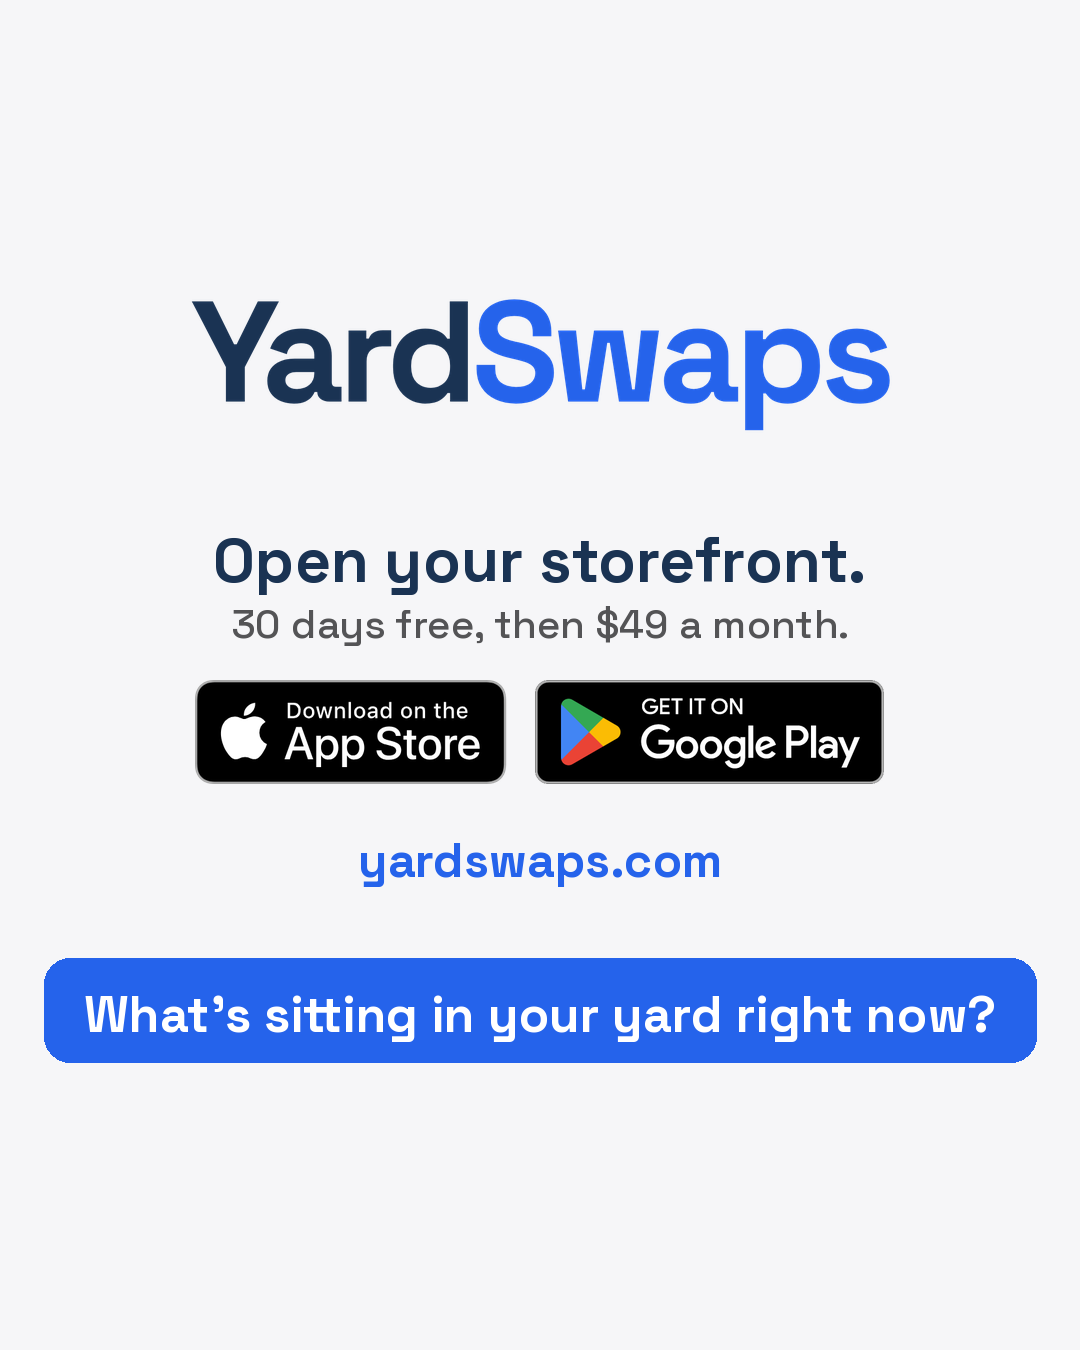 YardSwaps
Open your storefront.
30 days free, then $49 a month.
Download on the
App Store
GET IT ON
Google Play
yardswaps.com
What’s sitting in your yard right now?